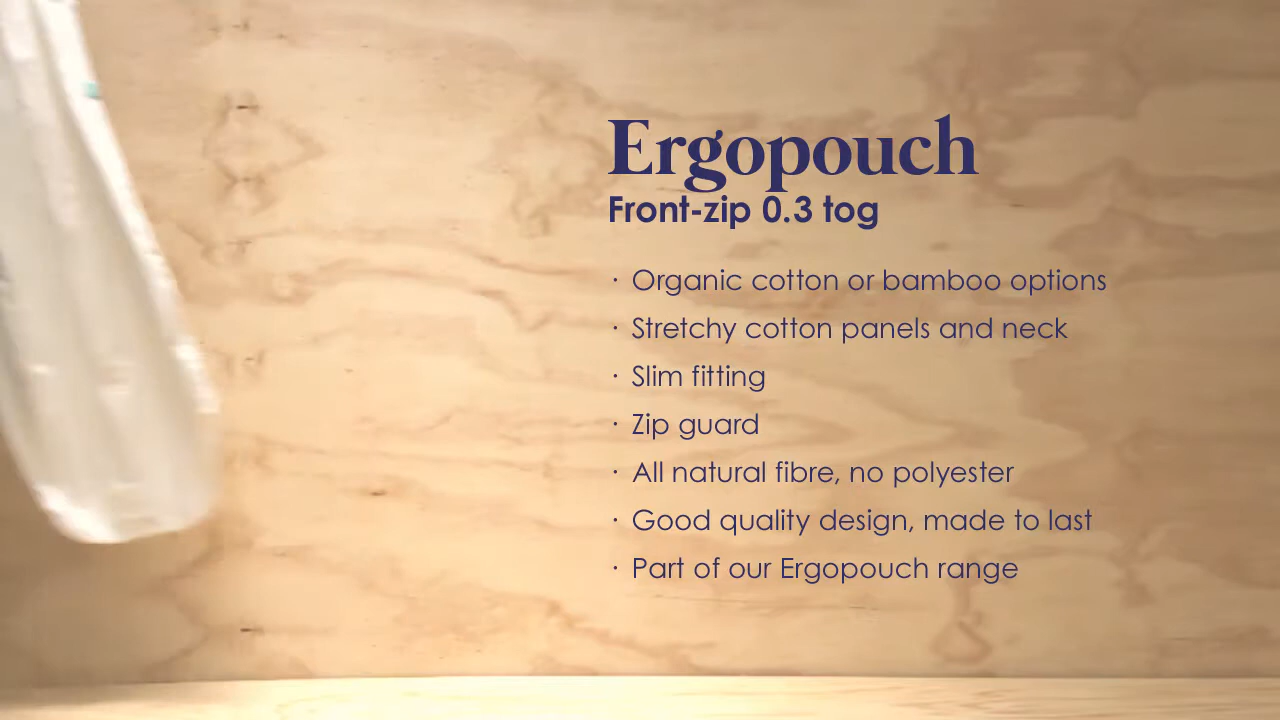 Ergopouch
Front-zip 0.3 tog
· Organic cotton or bamboo options
· Stretchy cotton panels and neck
· Slim fitting
· Zip guard
· All natural fibre, no polyester
· Good quality design, made to last
· Part of our Ergopouch range